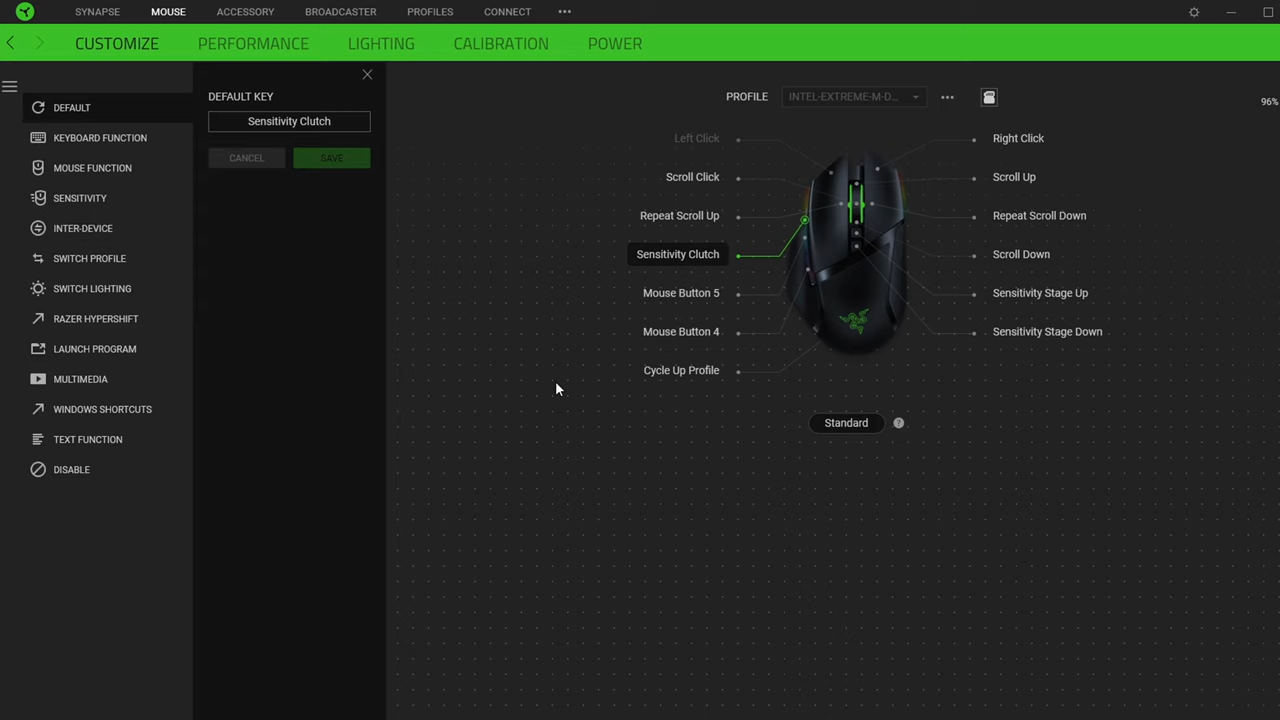 SYNAPSE MOUSE ACCESSORY BROADCASTER PROFILES CONNECT •••
CUSTOMIZE PERFORMANCE LIGHTING CALIBRATION POWER
DEFAULT
KEYBOARD FUNCTION
MOUSE FUNCTION
SENSITIVITY
INTER-DEVICE
SWITCH PROFILE
SWITCH LIGHTING
RAZER HYPERSHIFT
LAUNCH PROGRAM
MULTIMEDIA
WINDOWS SHORTCUTS
TEXT FUNCTION
DISABLE
DEFAULT KEY
Sensitivity Clutch
CANCEL SAVE
PROFILE INTEL-EXTREME-M-D... •••
96%
Left Click
Scroll Click
Repeat Scroll Up
Sensitivity Clutch
Mouse Button 5
Mouse Button 4
Cycle Up Profile
Right Click
Scroll Up
Repeat Scroll Down
Scroll Down
Sensitivity Stage Up
Sensitivity Stage Down
Standard ?